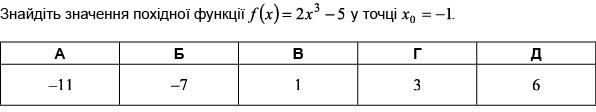 Знайдіть значення похідної функції f(x) = 2x³ − 5 у точці x₀ = −1.
А Б В Г Д
−11 −7 1 3 6